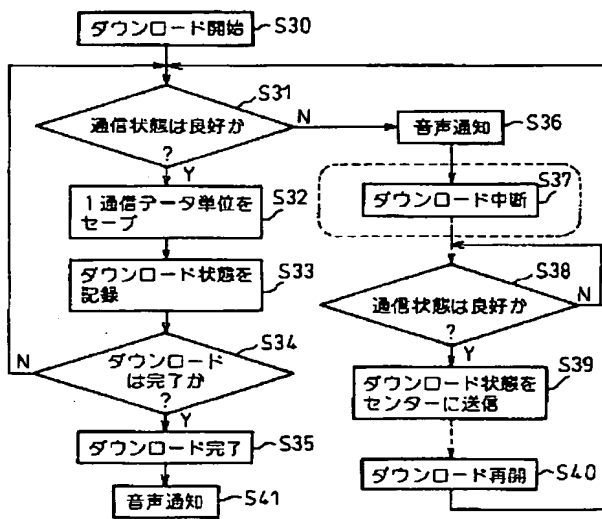 ダウンロード開始
S30
S31
通信状態は良好か
?
N
Y
1通信データ単位を
セーブ
S32
ダウンロード状態を
記録
S33
S34
ダウンロード
は完了か
?
N
Y
ダウンロード完了
S35
音声通知
S41
音声通知
S36
S37
ダウンロード中断
S38
通信状態は良好か
?
N
Y
S39
ダウンロード状態を
センターに送信
ダウンロード再開
S40